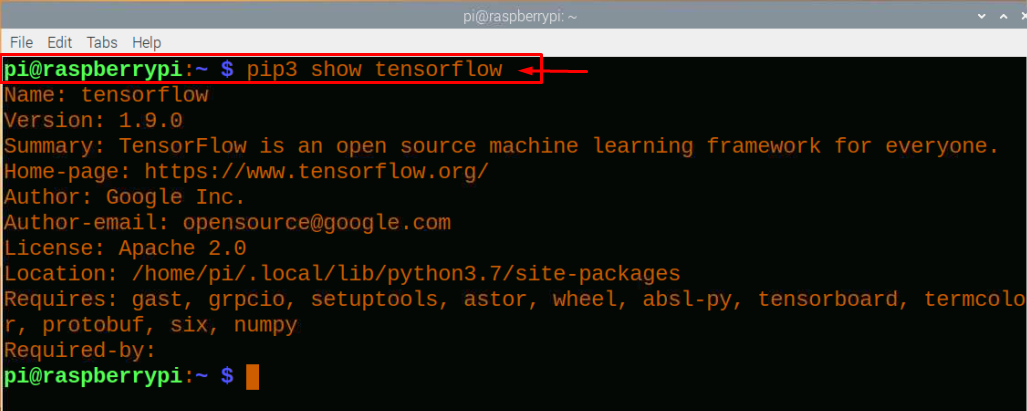 pi@raspberrypi: ~
File Edit Tabs Help
pi@raspberrypi:~ $ pip3 show tensorflow
Name: tensorflow
Version: 1.9.0
Summary: TensorFlow is an open source machine learning framework for everyone.
Home-page: https://www.tensorflow.org/
Author: Google Inc.
Author-email: opensource@google.com
License: Apache 2.0
Location: /home/pi/.local/lib/python3.7/site-packages
Requires: gast, grpcio, setuptools, astor, wheel, absl-py, tensorboard, termcolo
r, protobuf, six, numpy
Required-by:
pi@raspberrypi:~ $